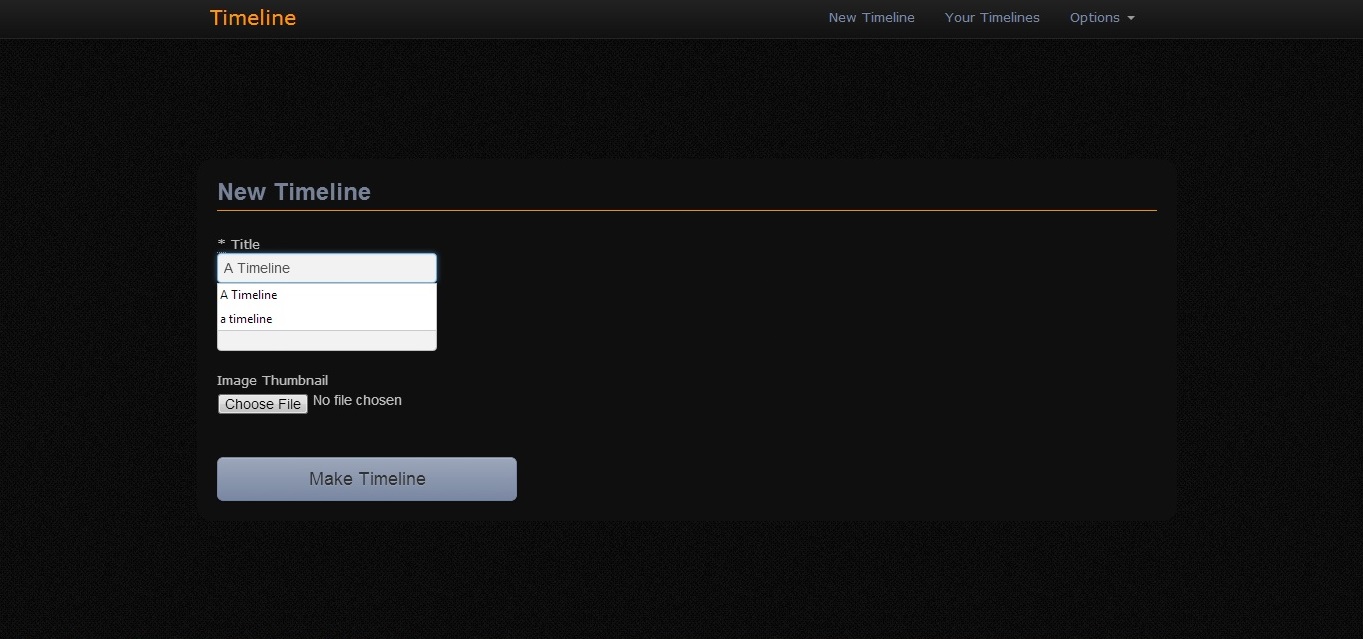 Timeline
New Timeline Your Timelines Options
New Timeline
* Title
A Timeline
A Timeline
a timeline
Image Thumbnail
Choose File No file chosen
Make Timeline